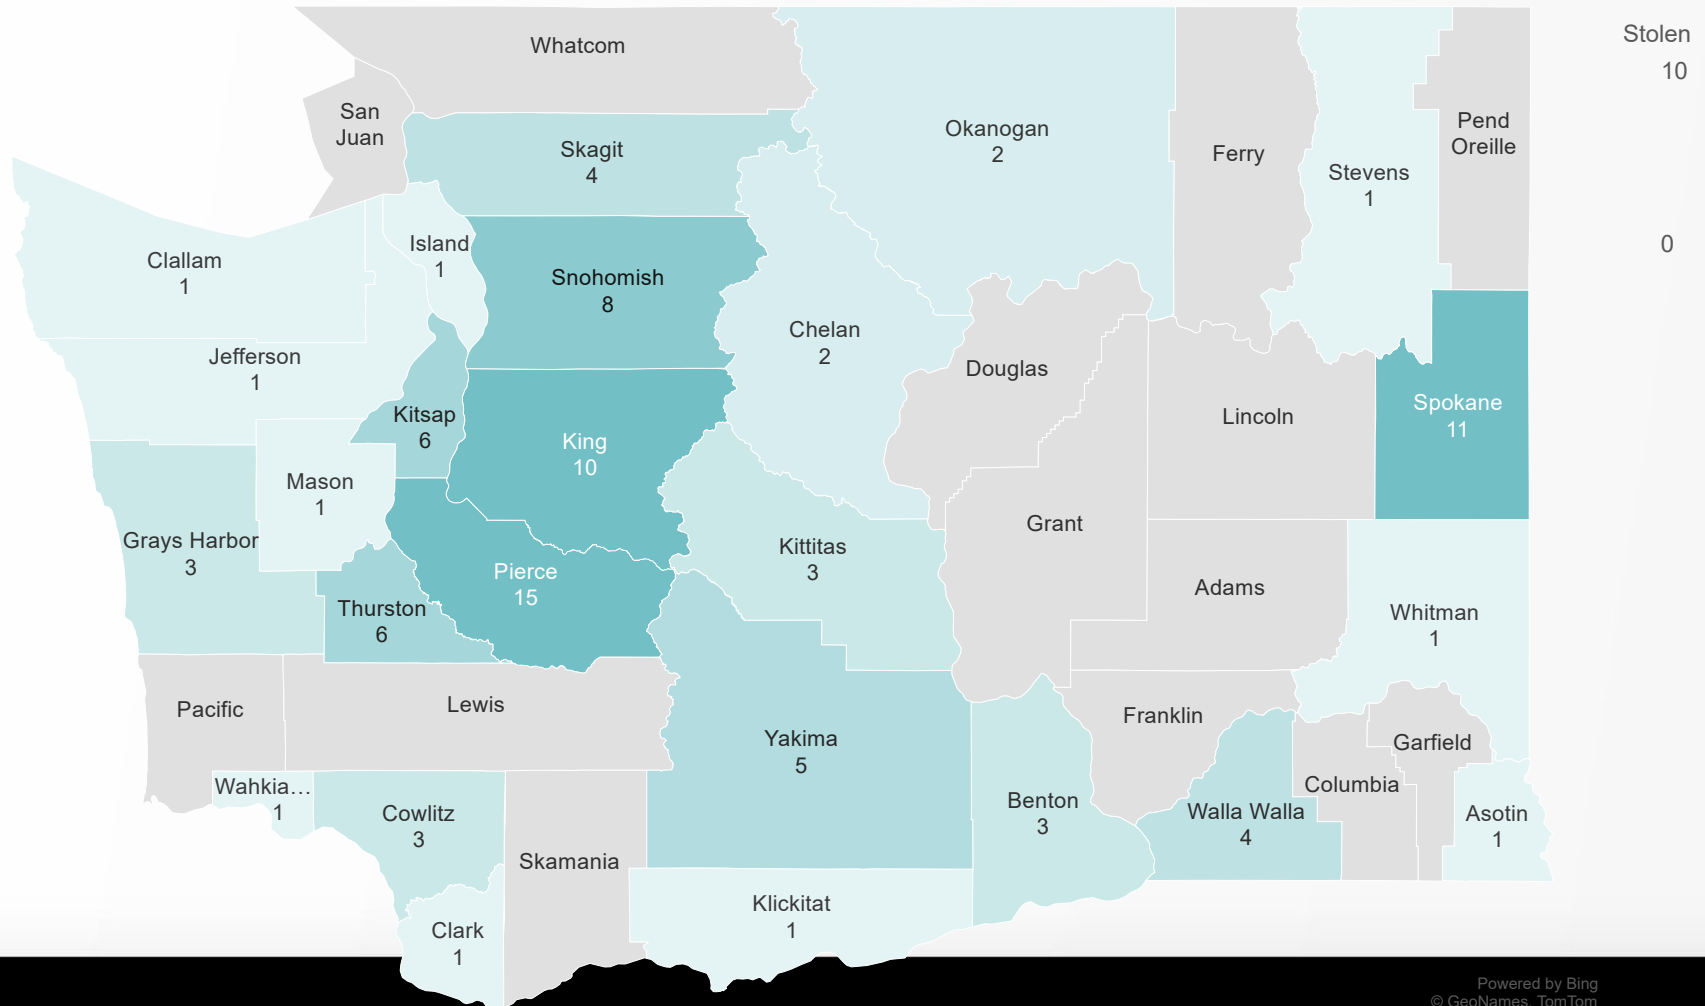 Whatcom
Stolen
10
0
San
Juan
Skagit
4
Okanogan
2
Ferry
Stevens
1
Pend
Oreille
Clallam
1
Island
1
Snohomish
8
Chelan
2
Jefferson
1
Douglas
Kitsap
6
King
10
Lincoln
Spokane
11
Mason
1
Grays Harbor
3
Kittitas
3
Grant
Pierce
15
Adams
Thurston
6
Whitman
1
Pacific
Lewis
Yakima
5
Franklin
Garfield
Wahkia…
1
Cowlitz
3
Benton
3
Walla Walla
4
Columbia
Asotin
1
Skamania
Klickitat
1
Clark
1
Powered by Bing
© GeoNames, TomTom